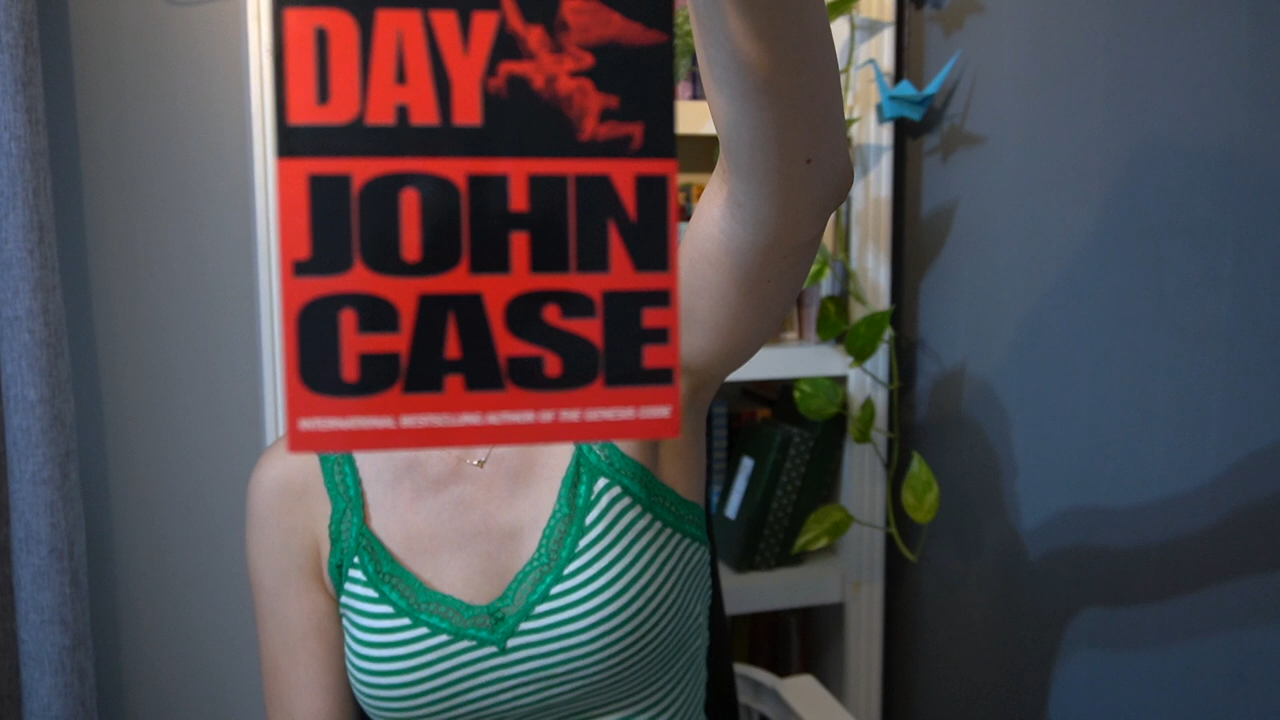 DAY
JOHN
CASE
INTERNATIONAL BESTSELLING AUTHOR OF THE GENESIS CODE